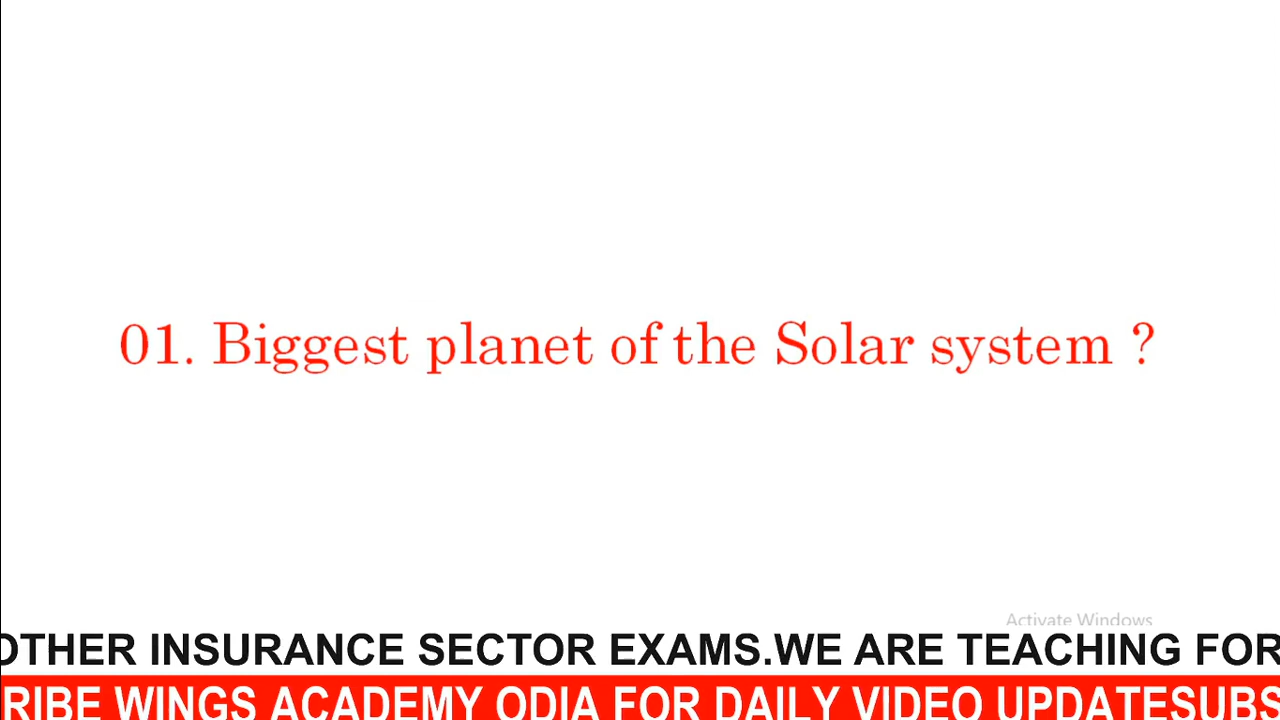 01. Biggest planet of the Solar system ?
Activate Windows
OTHER INSURANCE SECTOR EXAMS.WE ARE TEACHING FOR
RIBE WINGS ACADEMY ODIA FOR DAILY VIDEO UPDATESUBS